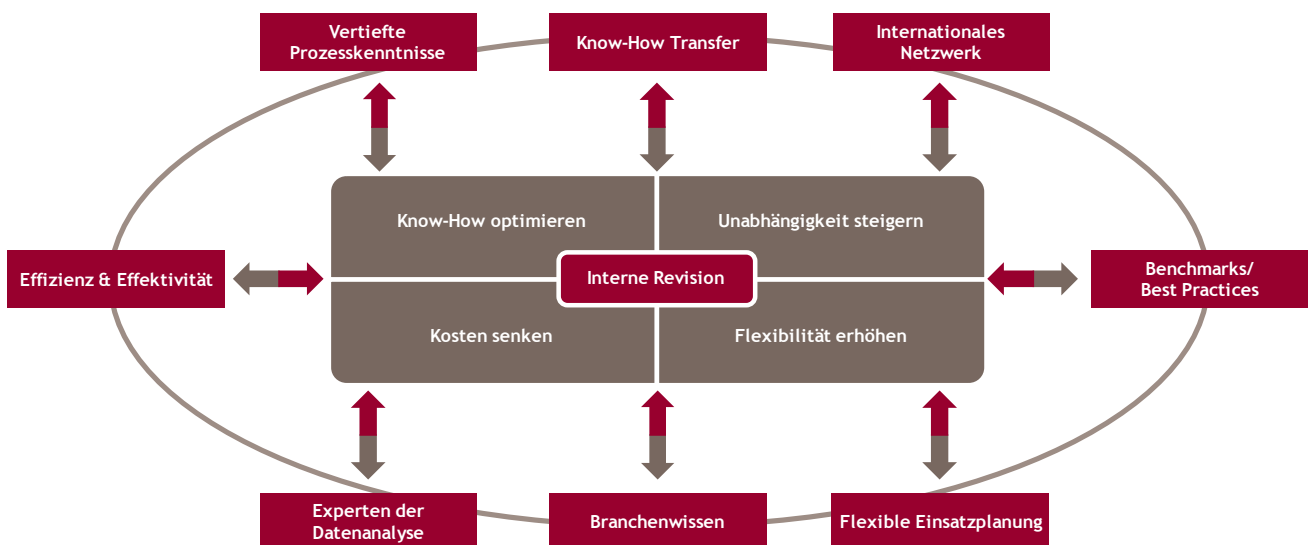 Vertiefte
Prozesskenntnisse
Know-How Transfer
Internationales
Netzwerk
Know-How optimieren
Unabhängigkeit steigern
Effizienz & Effektivität
Interne Revision
Benchmarks/
Best Practices
Kosten senken
Flexibilität erhöhen
Experten der
Datenanalyse
Branchenwissen
Flexible Einsatzplanung